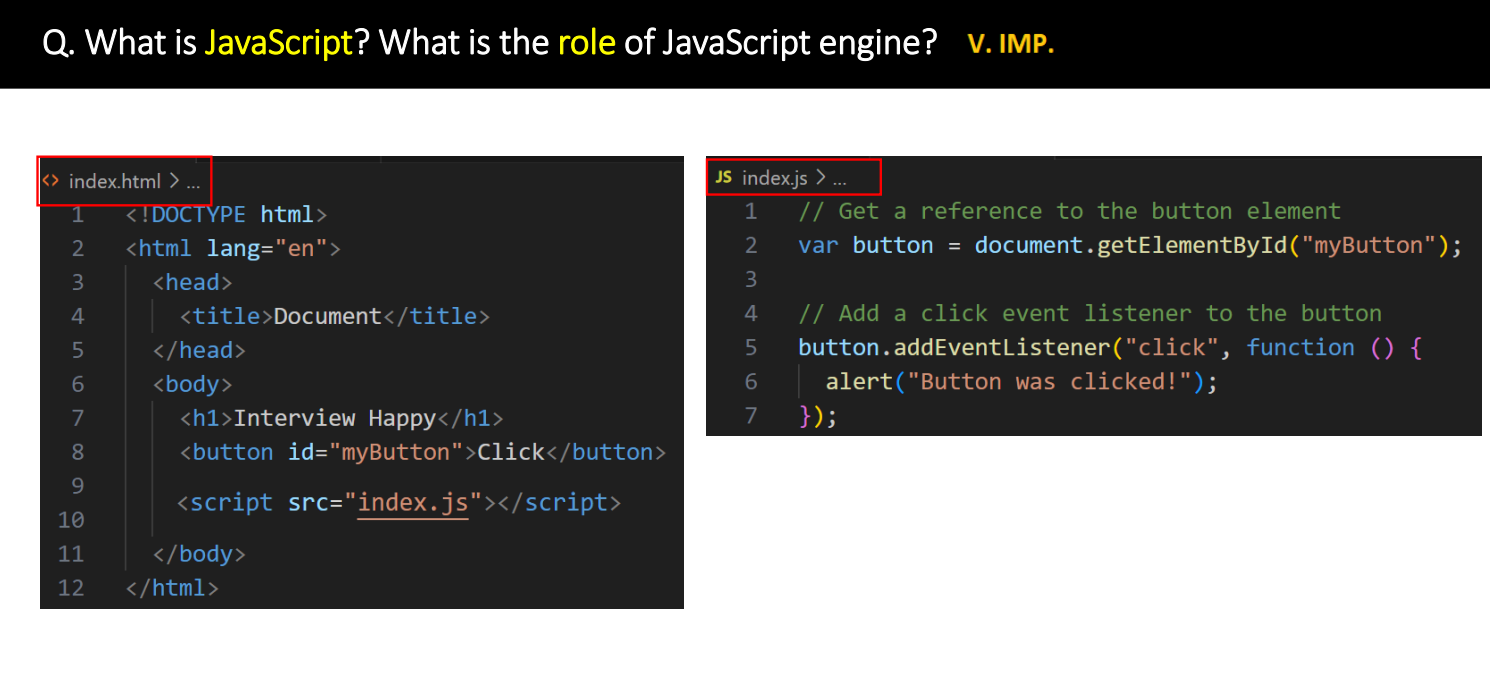 Q. What is JavaScript? What is the role of JavaScript engine? V. IMP.
<> index.html > ...
1 <!DOCTYPE html>
2 <html lang="en">
3 <head>
4 <title>Document</title>
5 </head>
6 <body>
7 <h1>Interview Happy</h1>
8 <button id="myButton">Click</button>
9
<script src="index.js"></script>
10
11 </body>
12 </html>
JS index.js > ...
1 // Get a reference to the button element
2 var button = document.getElementById("myButton");
3
4 // Add a click event listener to the button
5 button.addEventListener("click", function () {
6 alert("Button was clicked!");
7 });